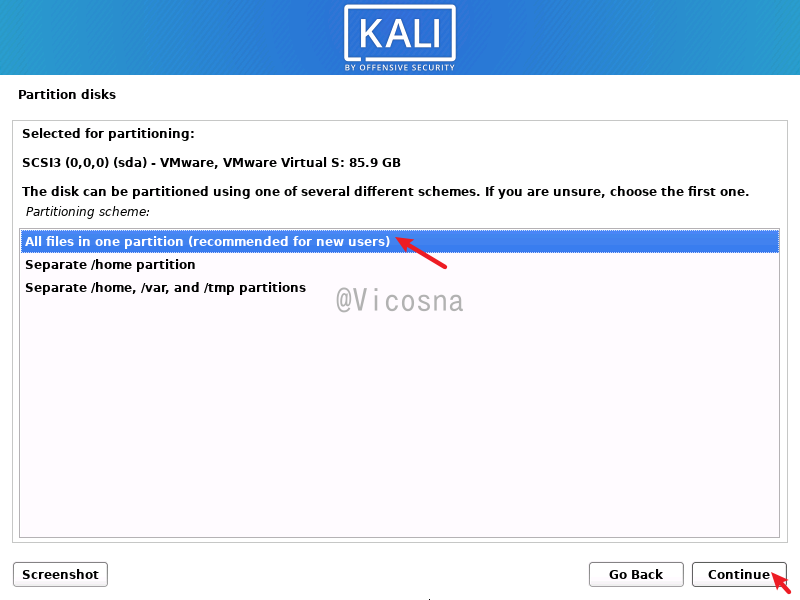 KALI
BY OFFENSIVE SECURITY
Partition disks
Selected for partitioning:
SCSI3 (0,0,0) (sda) - VMware, VMware Virtual S: 85.9 GB
The disk can be partitioned using one of several different schemes. If you are unsure, choose the first one.
Partitioning scheme:
All files in one partition (recommended for new users)
Separate /home partition
Separate /home, /var, and /tmp partitions
@Vicosna
Screenshot
Go Back
Continue